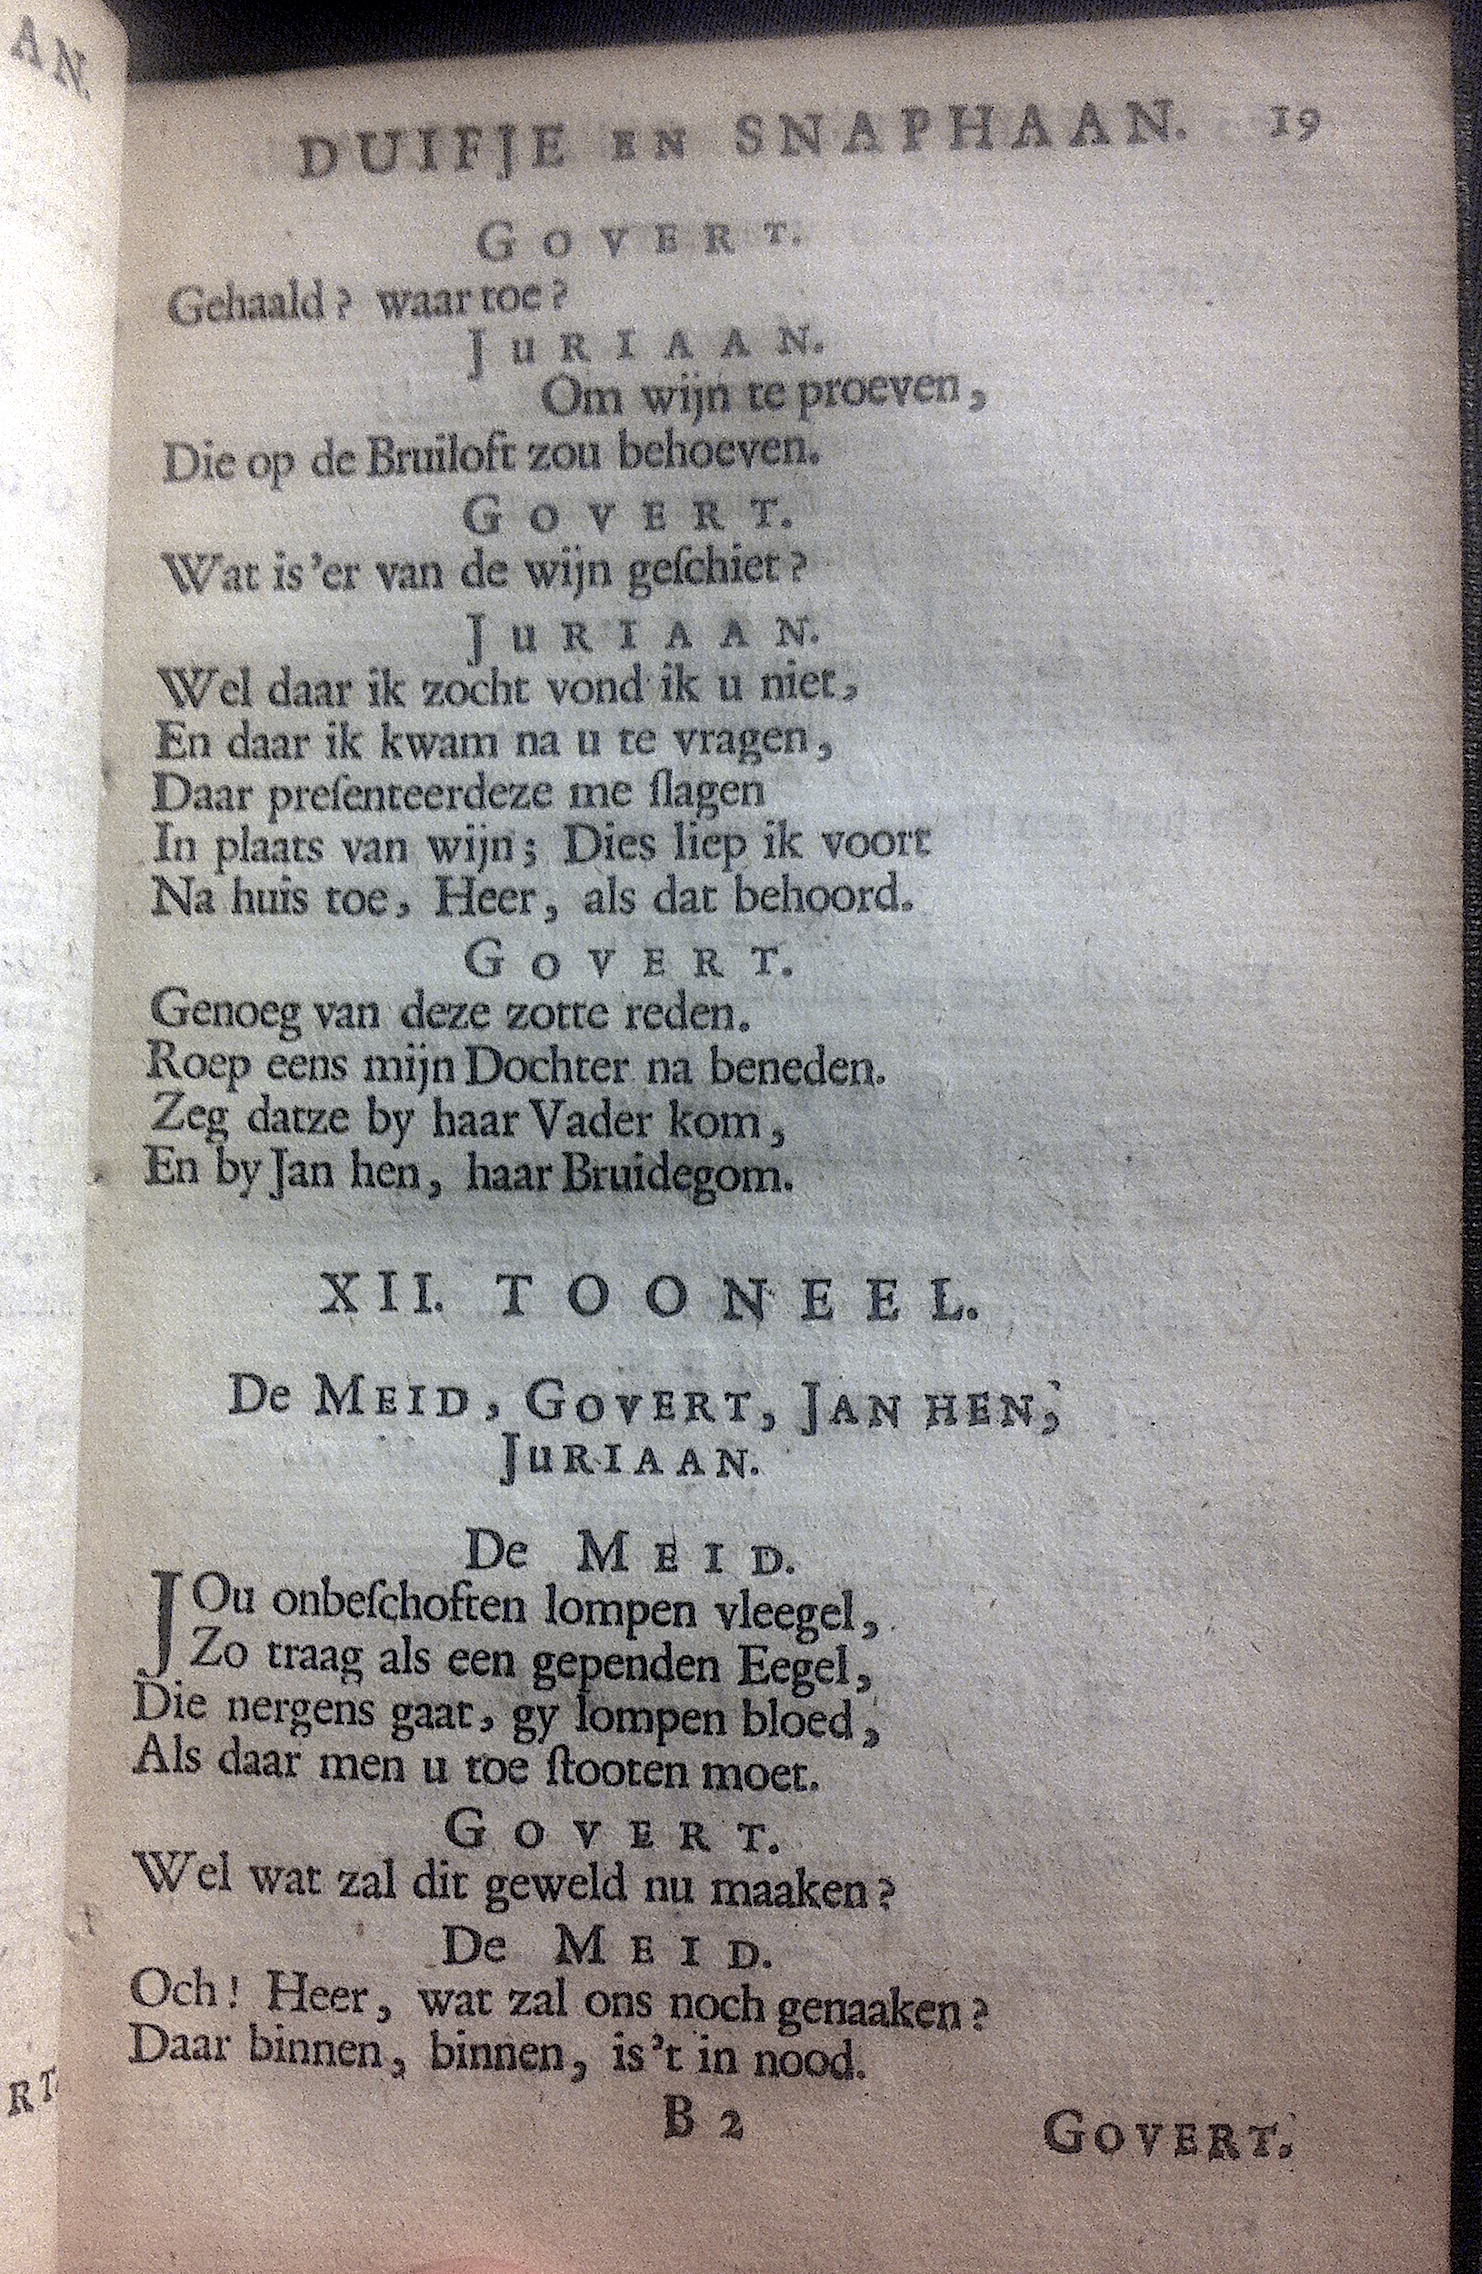 AN.
DUIFJE EN SNAPHAAN. 19
GOVERT.
Gehaald? waar toe?
JURIAAN.
Om wijn te proeven,
Die op de Bruiloft zou behoeven.
GOVERT.
Wat is 'er van de wijn geſchiet?
JURIAAN.
Wel daar ik zocht vond ik u niet,
En daar ik kwam na u te vragen,
Daar preſenteerdeze me ſlagen
In plaats van wijn; Dies liep ik voort
Na huis toe, Heer, als dat behoord.
GOVERT.
Genoeg van deze zotte reden.
Roep eens mijn Dochter na beneden.
Zeg datze by haar Vader kom,
En by Jan hen, haar Bruidegom.
XII. TOONEEL.
De MEID, GOVERT, JAN HEN,
JURIAAN.
De MEID.
JOu onbeſchoften lompen vleegel,
Zo traag als een gependen Eegel,
Die nergens gaat, gy lompen bloed,
Als daar men u toe ſtooten moet.
GOVERT.
Wel wat zal dit geweld nu maaken?
De MEID.
Och! Heer, wat zal ons noch genaaken?
Daar binnen, binnen, is 't in nood.
RT.
B 2 GOVERT.